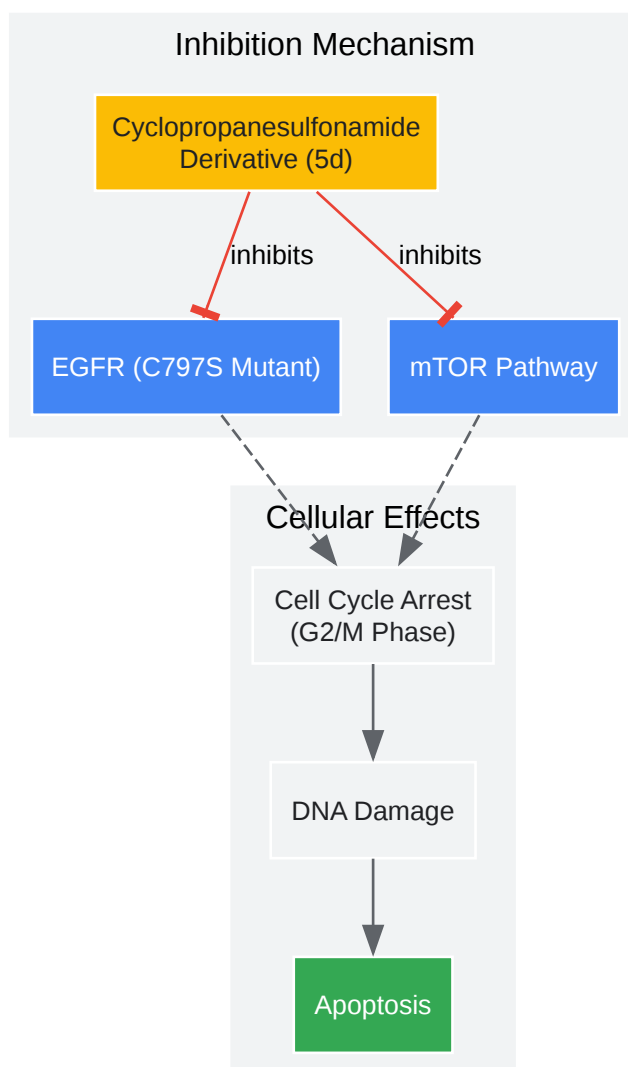 Inhibition Mechanism
Cyclopropanesulfonamide
Derivative (5d)
inhibits
inhibits
EGFR (C797S Mutant)
mTOR Pathway
Cellular Effects
Cell Cycle Arrest
(G2/M Phase)
DNA Damage
Apoptosis